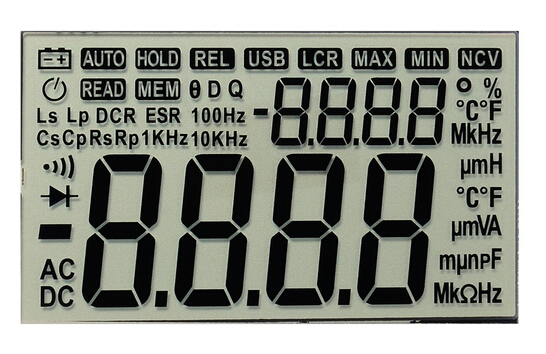 AUTO HOLD REL USB LCR MAX MIN NCV
READ MEM θ D Q -8.8.8.8 ° %
°C°F
Ls Lp DCR ESR 100Hz MkHz
CsCpRsRp1KHz10KHz
8.8.8.8
µmH
°C°F
µmVA
AC mµnPF
DC MkΩHz